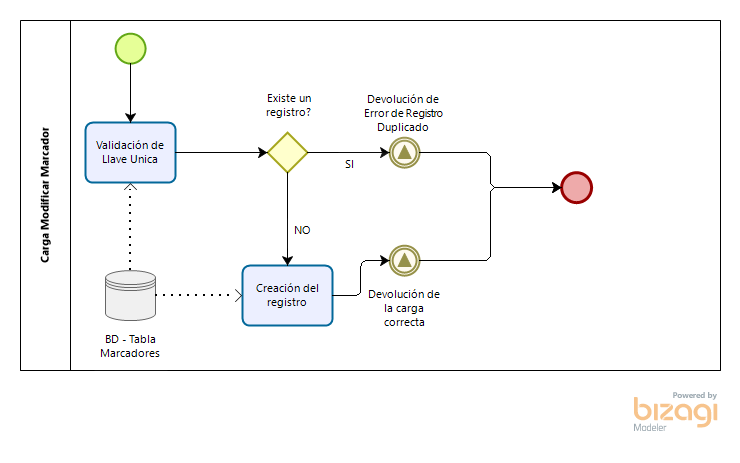 Carga Modificar Marcador
Existe un
registro?
Devolución de
Error de Registro
Duplicado
Validación de
Llave Unica
SI
NO
Creación del
registro
Devolución de
la carga
correcta
BD - Tabla
Marcadores
Powered by
bizagi
Modeler